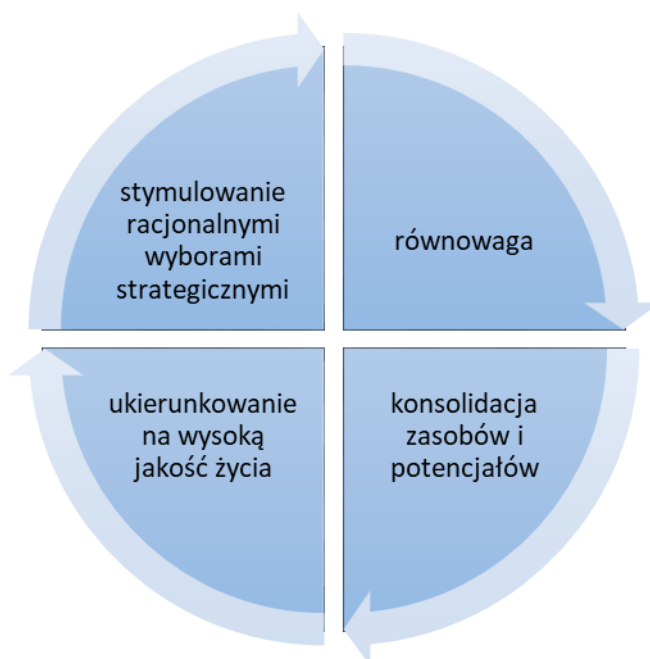 stymulowanie
racjonalnymi
wyborami
strategicznymi
równowaga
ukierunkowanie
na wysoką
jakość życia
konsolidacja
zasobów i
potencjałów